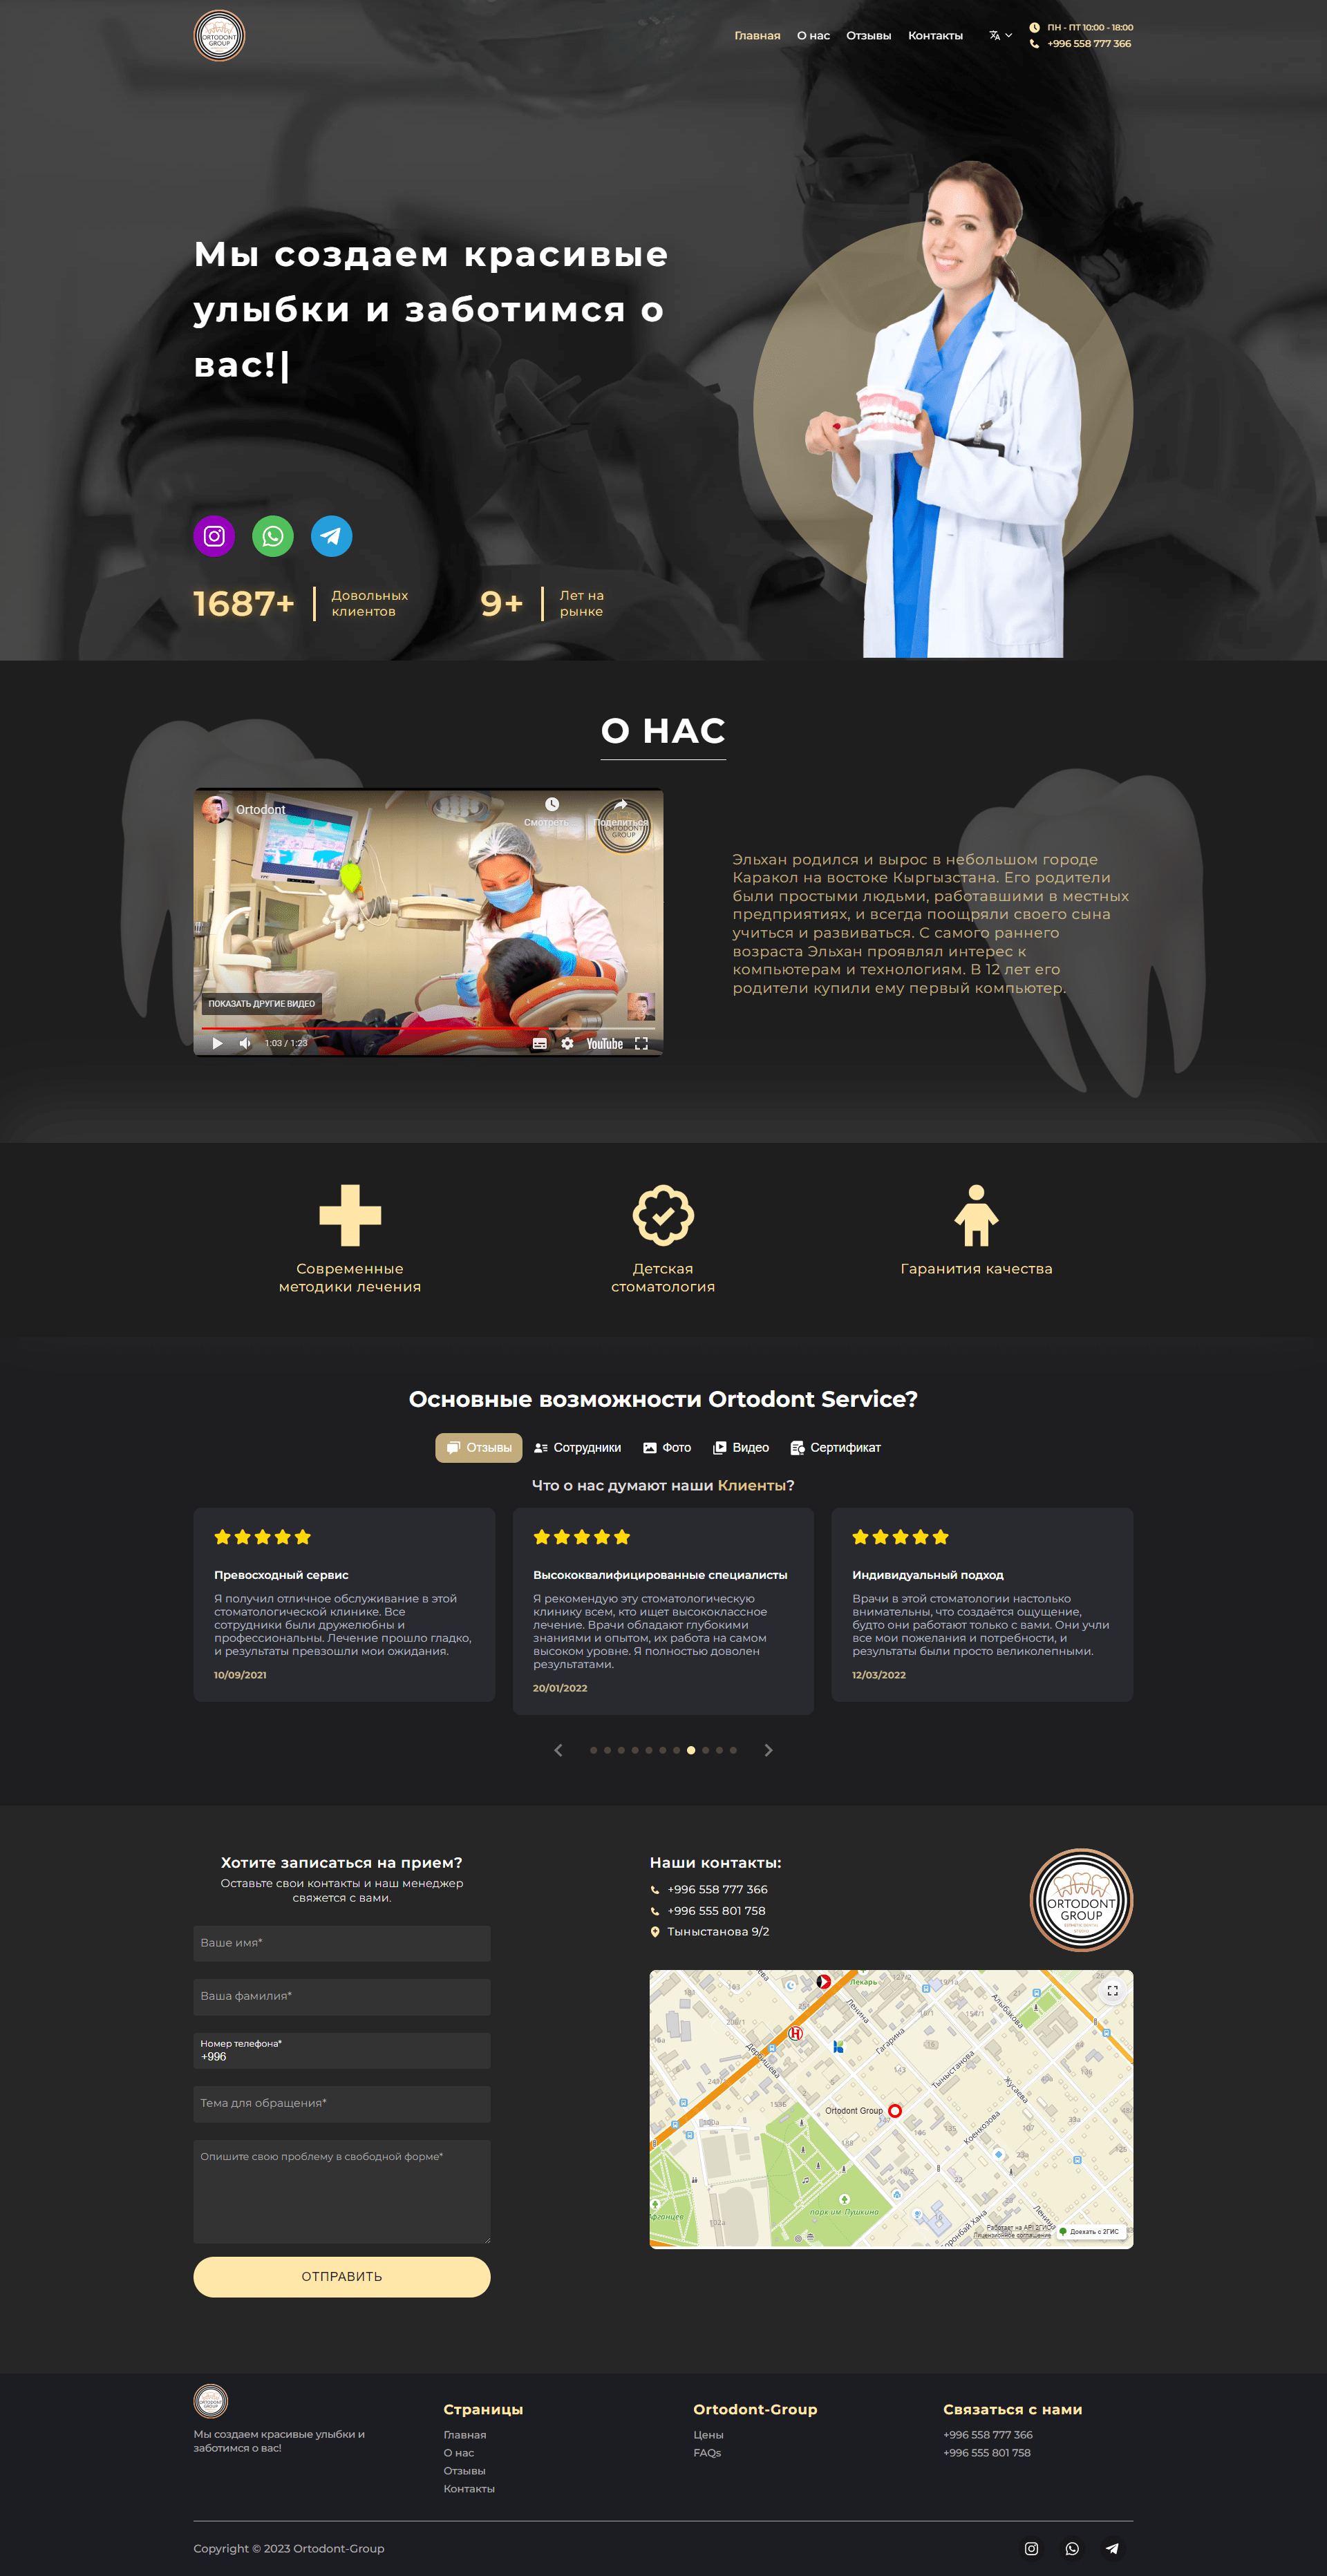 ORTODONT
GROUP
Главная О нас Отзывы Контакты
ПН - ПТ 10:00 - 18:00
+996 558 777 366
Мы создаем красивые
улыбки и заботимся о
вас!|
1687+ Довольных
клиентов
9+ Лет на
рынке
О НАС
Ortodont
Смотреть
Поделиться
ORTODONT
GROUP
ПОКАЗАТЬ ДРУГИЕ ВИДЕО
1:03 / 1:23
YouTube
Эльхан родился и вырос в небольшом городе
Каракол на востоке Кыргызстана. Его родители
были простыми людьми, работавшими в местных
предприятиях, и всегда поощряли своего сына
учиться и развиваться. С самого раннего
возраста Эльхан проявлял интерес к
компьютерам и технологиям. В 12 лет его
родители купили ему первый компьютер.
Современные
методики лечения
Детская
стоматология
Гаранития качества
Основные возможности Ortodont Service?
Отзывы Сотрудники Фото Видео Сертификат
Что о нас думают наши Клиенты?
Превосходный сервис
Я получил отличное обслуживание в этой
стоматологической клинике. Все
сотрудники были дружелюбны и
профессиональны. Лечение прошло гладко,
и результаты превзошли мои ожидания.
10/09/2021
Высококвалифицированные специалисты
Я рекомендую эту стоматологическую
клинику всем, кто ищет высококлассное
лечение. Врачи обладают глубокими
знаниями и опытом, их работа на самом
высоком уровне. Я полностью доволен
результатами.
20/01/2022
Индивидуальный подход
Врачи в этой стоматологии настолько
внимательны, что создаётся ощущение,
будто они работают только с вами. Они учли
все мои пожелания и потребности, и
результаты были просто великолепными.
12/03/2022
Хотите записаться на прием?
Оставьте свои контакты и наш менеджер
свяжется с вами.
Ваше имя*
Ваша фамилия*
Номер телефона*
+996
Тема для обращения*
Опишите свою проблему в свободной форме*
ОТПРАВИТЬ
Наши контакты:
+996 558 777 366
+996 555 801 758
Тыныстанова 9/2
ORTODONT
GROUP
Лекарь
Ленина
Гагарина
Алыбакова
Дербишева
Тыныстанова
Жусаева
Ortodont Group
Коенкозова
парк им. Пушкина
Ленина
Работает на API 2ГИС
Лицензионное соглашение
Доехать с 2ГИС
ORTODONT
GROUP
Мы создаем красивые улыбки и
заботимся о вас!
Страницы
Главная
О нас
Отзывы
Контакты
Ortodont-Group
Цены
FAQs
Связаться с нами
+996 558 777 366
+996 555 801 758
Copyright © 2023 Ortodont-Group